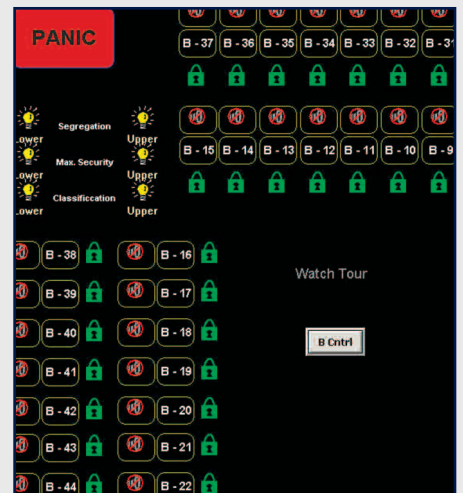 PANIC
B - 37 B - 36 B - 35 B - 34 B - 33 B - 32 B - 31
Lower Segregation Upper
B - 15 B - 14 B - 13 B - 12 B - 11 B - 10 B - 9
Lower Max. Security Upper
Lower Classificcation Upper
B - 38 B - 16
Watch Tour
B - 39 B - 17
B - 40 B - 18
B Cntrl
B - 41 B - 19
B - 42 B - 20
B - 43 B - 21
B - 44 B - 22